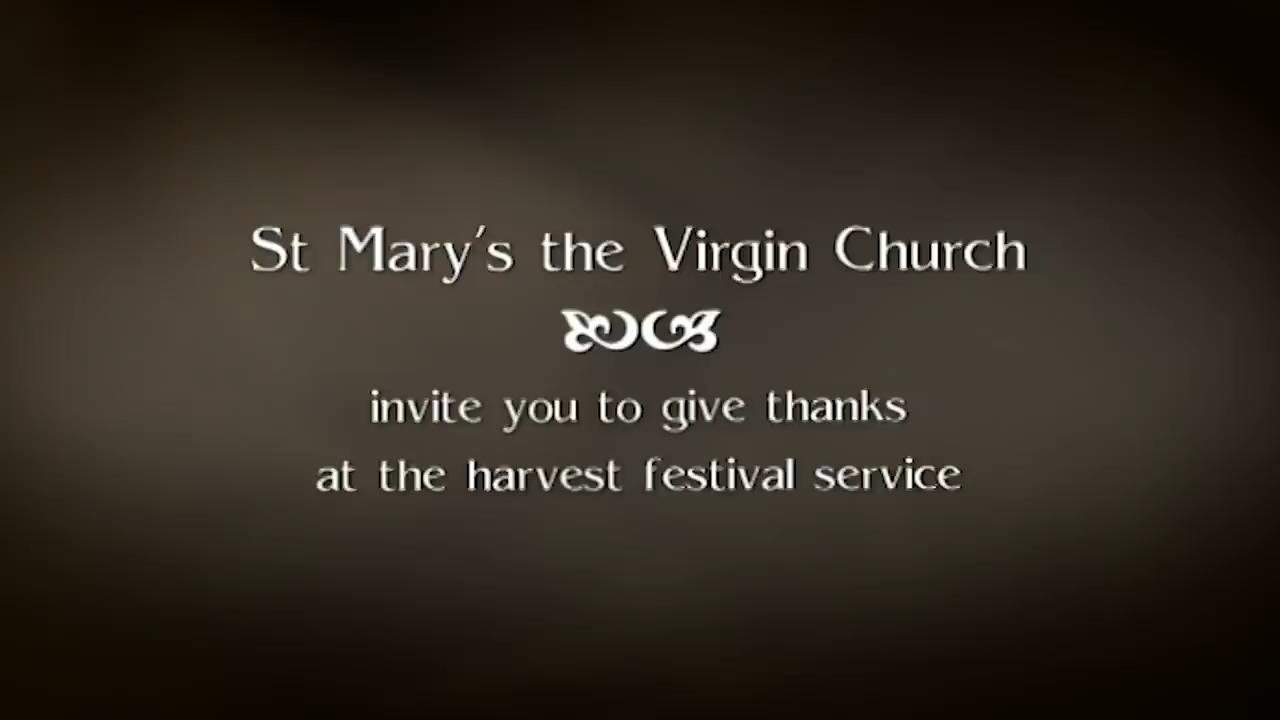 St Mary's the Virgin Church
invite you to give thanks
at the harvest festival service